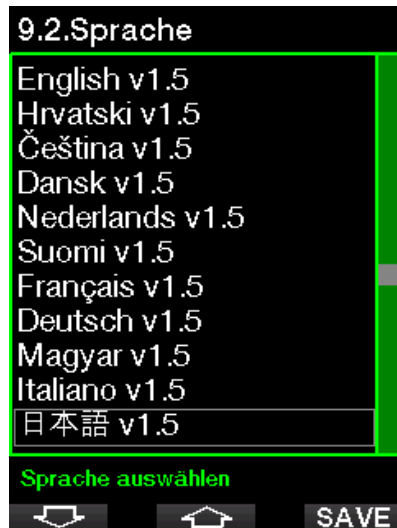 9.2.Sprache
English v1.5
Hrvatski v1.5
Čeština v1.5
Dansk v1.5
Nederlands v1.5
Suomi v1.5
Français v1.5
Deutsch v1.5
Magyar v1.5
Italiano v1.5
日本語 v1.5
Sprache auswählen
SAVE